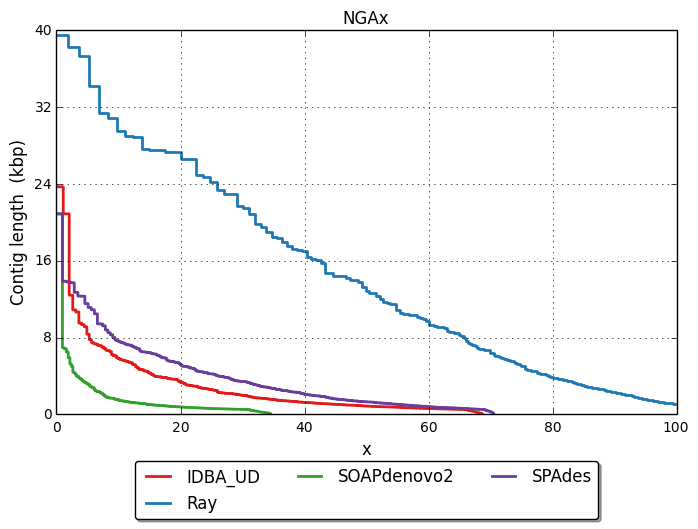 NGAx
40
32
24
16
8
0
Contig length (kbp)
0 20 40 60 80 100
x
IDBA_UD SOAPdenovo2 SPAdes
Ray